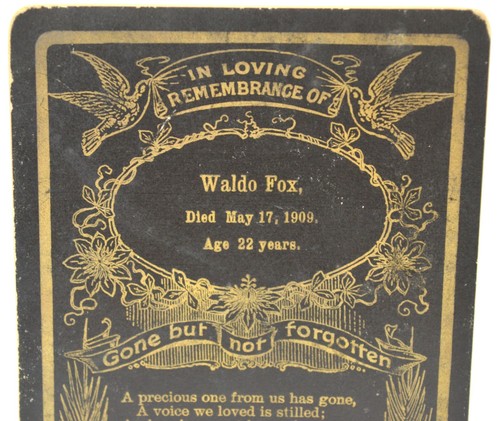 IN LOVING
REMEMBRANCE OF
Waldo Fox,
Died May 17, 1909.
Age 22 years.
Gone but not forgotten
A precious one from us has gone,
A voice we loved is stilled;